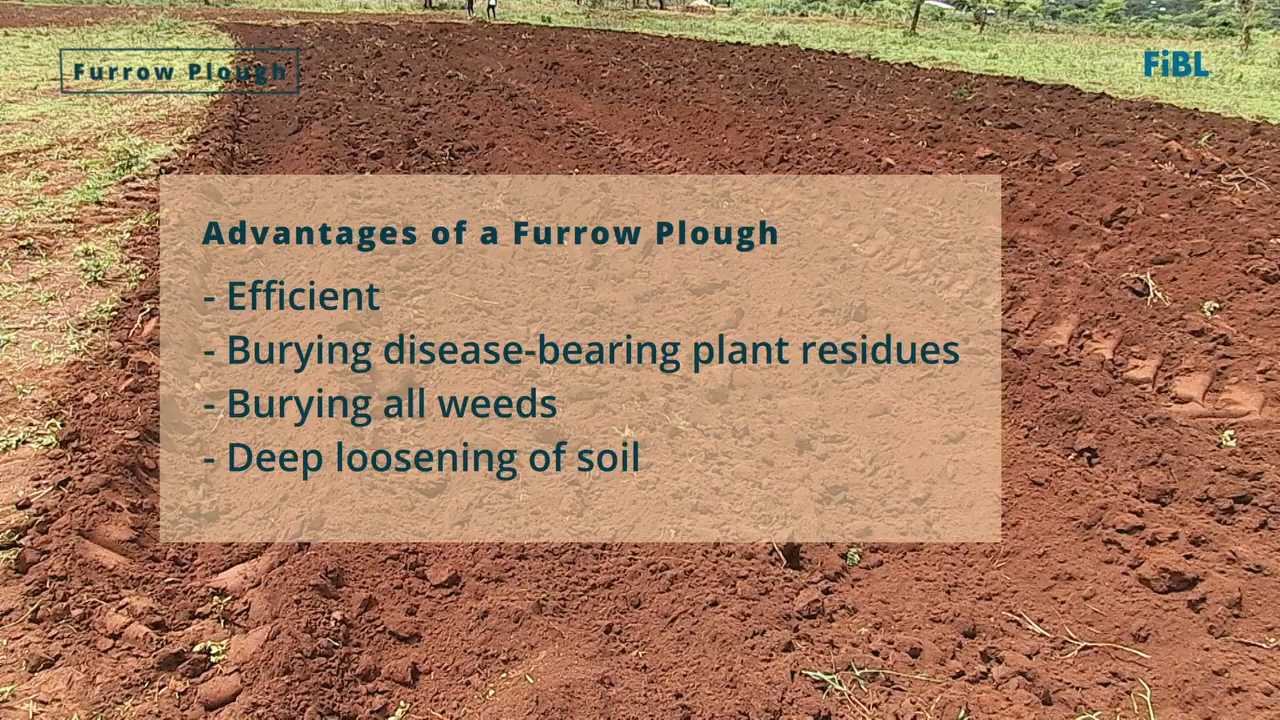 Furrow Plough
FiBL
Advantages of a Furrow Plough
- Efficient
- Burying disease-bearing plant residues
- Burying all weeds
- Deep loosening of soil